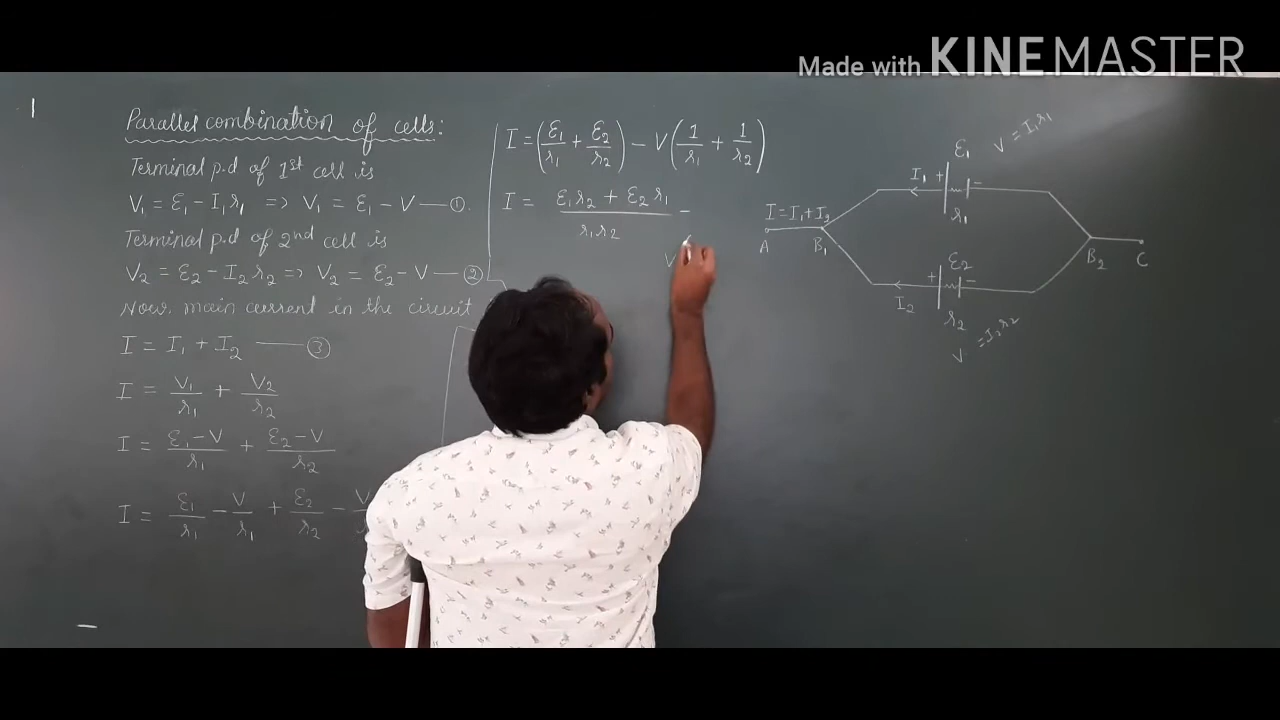 Made with KINEMASTER
Parallel combination of cells:
Terminal p.d of 1st cell is
V₁ = ε₁ - I₁r₁ => V₁ = ε₁ - V — ①
Terminal p.d of 2nd cell is
V₂ = ε₂ - I₂r₂ => V₂ = ε₂ - V — ②
Now, main current in the circuit
I = I₁ + I₂ — ③
I = V₁/r₁ + V₂/r₂
I = (ε₁-V)/r₁ + (ε₂-V)/r₂
I = ε₁/r₁ - V/r₁ + ε₂/r₂ - V
I = (ε₁/r₁ + ε₂/r₂) - V(1/r₁ + 1/r₂)
I = (ε₁r₂ + ε₂r₁)/r₁r₂ -
V
V = I₁r₁
ε₁
I₁ + -
r₁
I = I₁ + I₂
A B₁
ε₂
B₂ C
+ -
I₂
r₂
V = I₂r₂